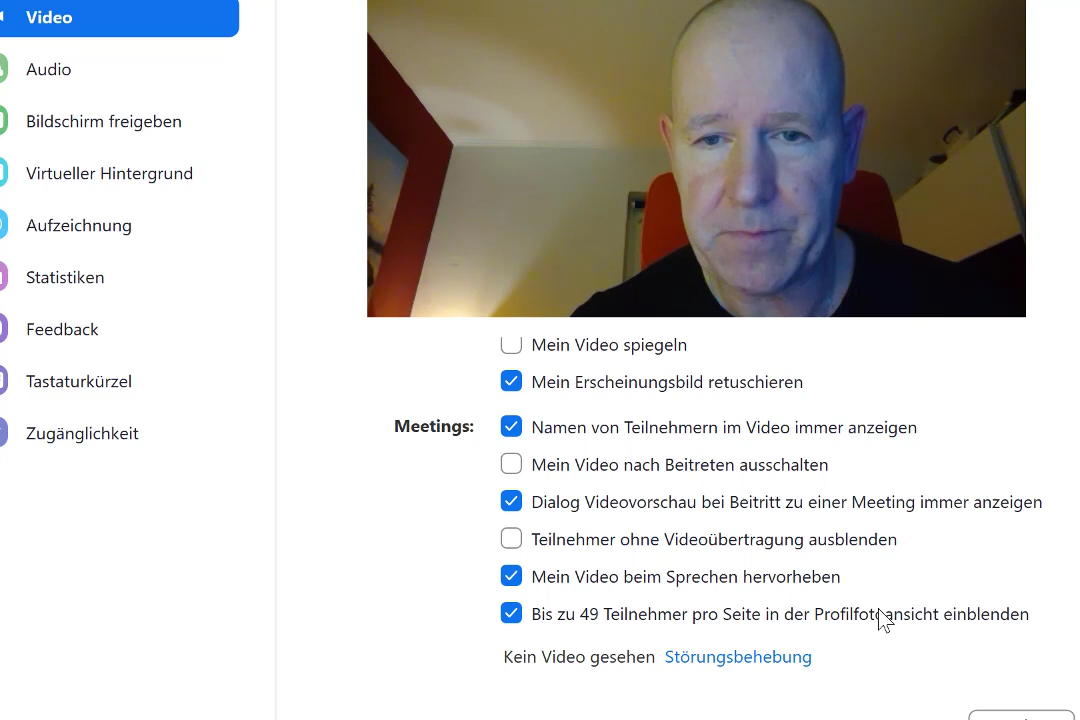 Video
Audio
Bildschirm freigeben
Virtueller Hintergrund
Aufzeichnung
Statistiken
Feedback
Tastaturkürzel
Zugänglichkeit
Mein Video spiegeln
Mein Erscheinungsbild retuschieren
Meetings:
Namen von Teilnehmern im Video immer anzeigen
Mein Video nach Beitreten ausschalten
Dialog Videovorschau bei Beitritt zu einer Meeting immer anzeigen
Teilnehmer ohne Videoübertragung ausblenden
Mein Video beim Sprechen hervorheben
Bis zu 49 Teilnehmer pro Seite in der Profilfotoansicht einblenden
Kein Video gesehen Störungsbehebung